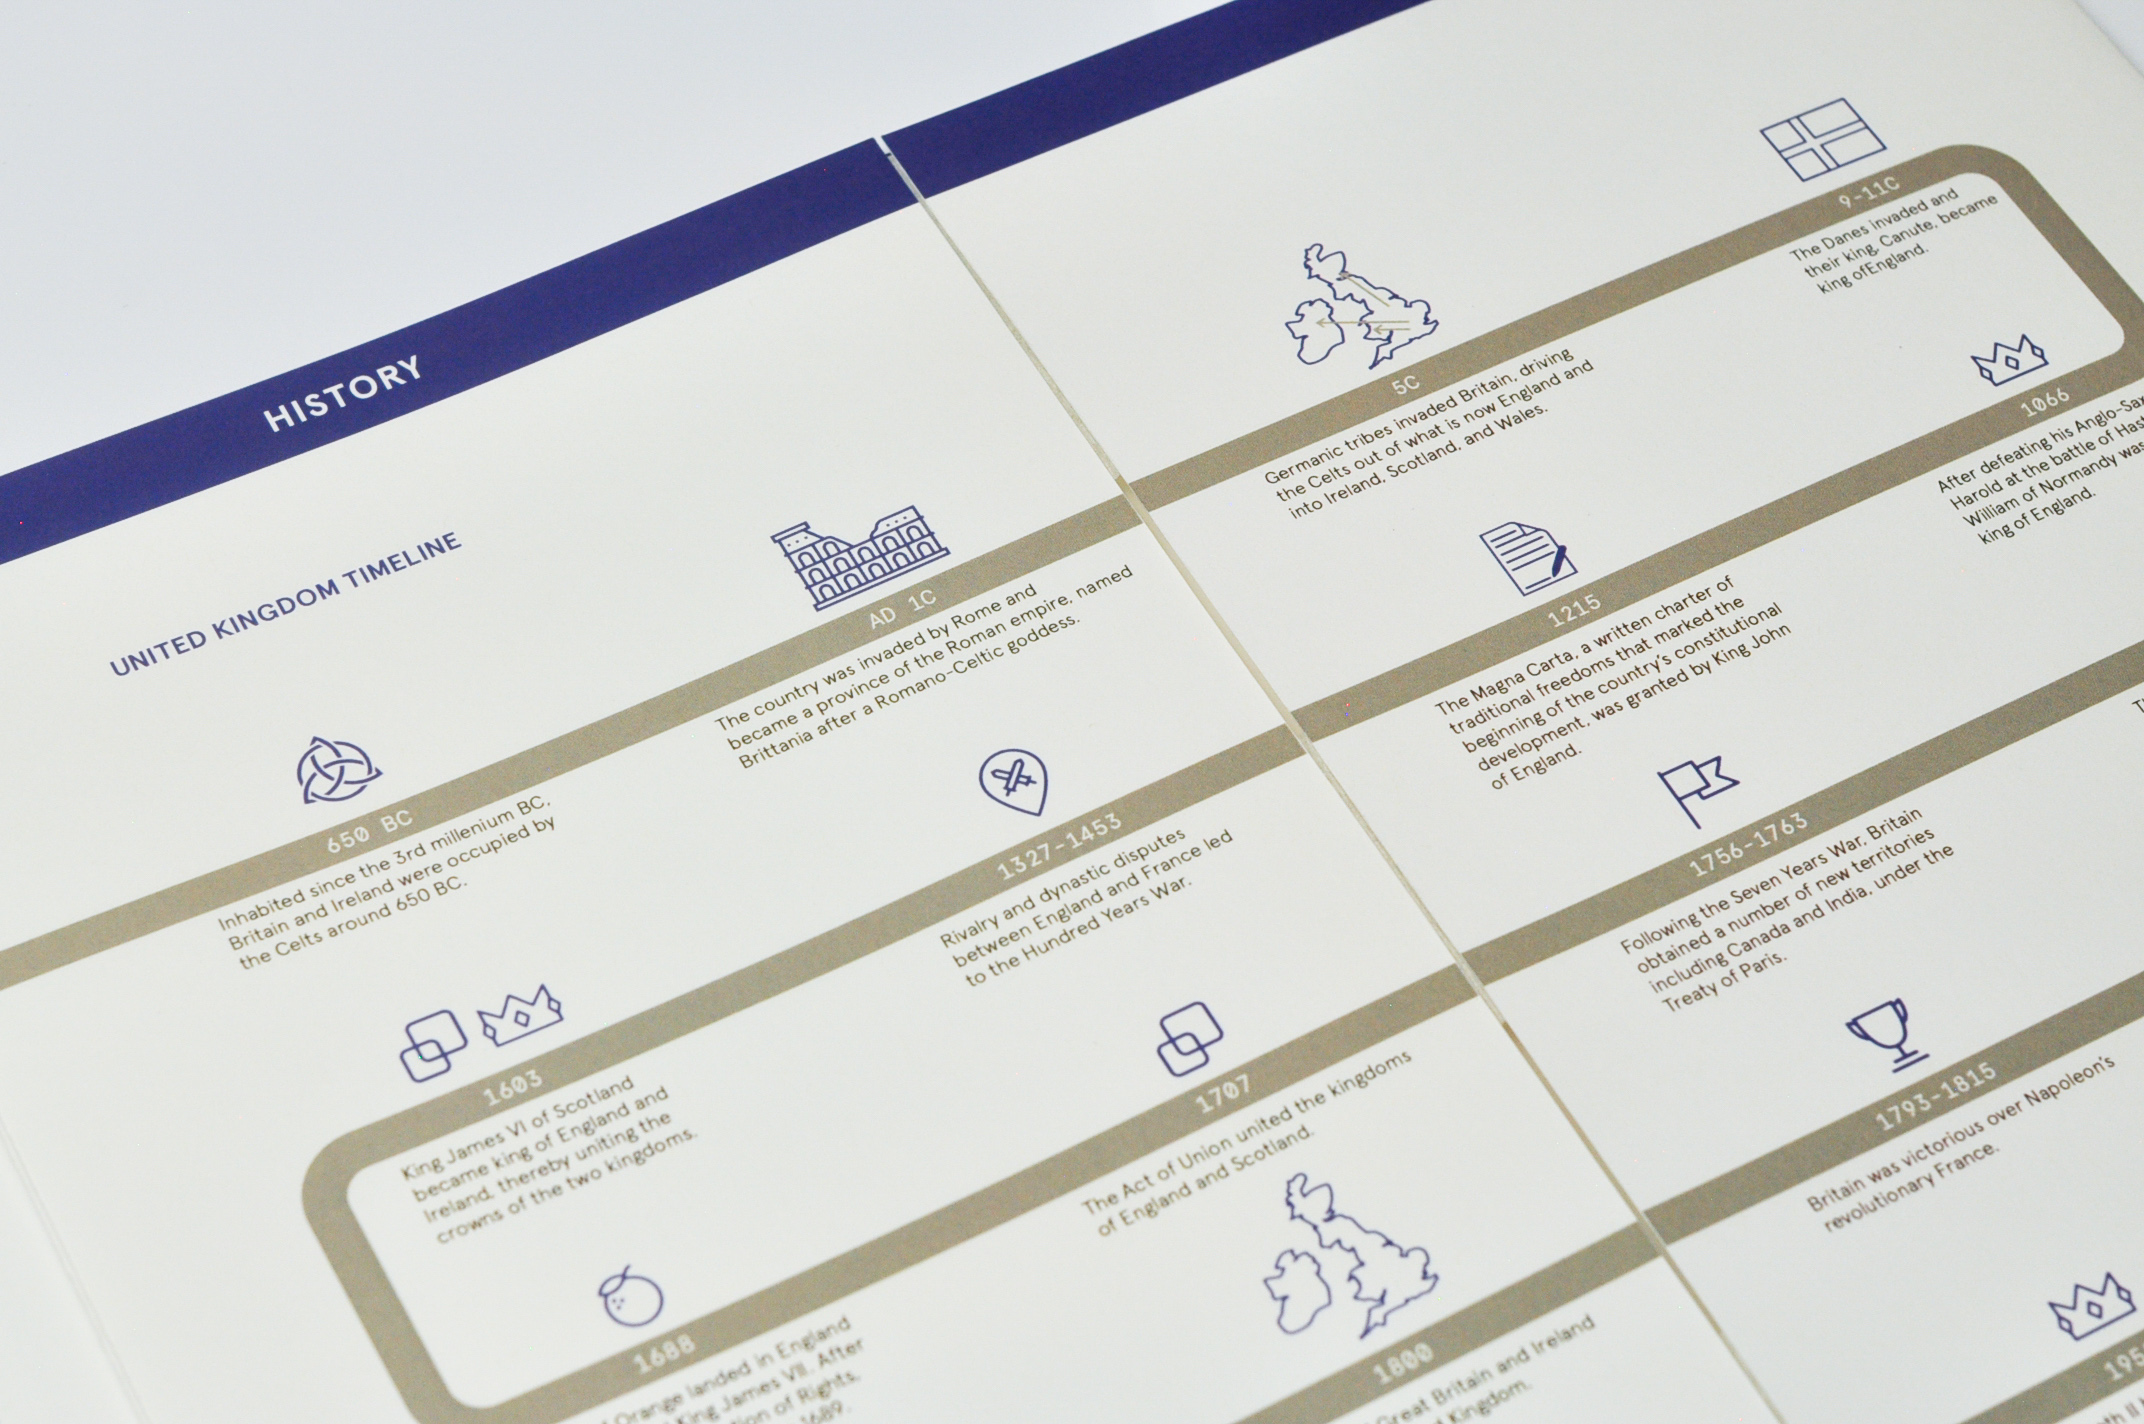 HISTORY
UNITED KINGDOM TIMELINE
650 BC
Inhabited since the 3rd millenium BC,
Britain and Ireland were occupied by
the Celts around 650 BC.
AD 1C
The country was invaded by Rome and
became a province of the Roman empire, named
Brittania after a Romano-Celtic goddess.
5C
Germanic tribes invaded Britain, driving
the Celts out of what is now England and
into Ireland, Scotland, and Wales.
9-11C
The Danes invaded and
their king, Canute, became
king ofEngland.
1066
After defeating his Anglo-Sax
Harold at the battle of Hast
William of Normandy was
king of England.
1215
The Magna Carta, a written charter of
traditional freedoms that marked the
beginning of the country's constitutional
development, was granted by King John
of England.
1327-1453
Rivalry and dynastic disputes
between England and France led
to the Hundred Years War.
1603
King James VI of Scotland
became king of England and
Ireland, thereby uniting the
crowns of the two kingdoms.
1688
Orange landed in England
King James VII. After
of Rights,
1689.
1707
The Act of Union united the kingdoms
of England and Scotland.
1756-1763
Following the Seven Years War, Britain
obtained a number of new territories
including Canada and India, under the
Treaty of Paris.
1793-1815
Britain was victorious over Napoleon's
revolutionary France.
1800
Great Britain and Ireland
Kingdom.
195
II